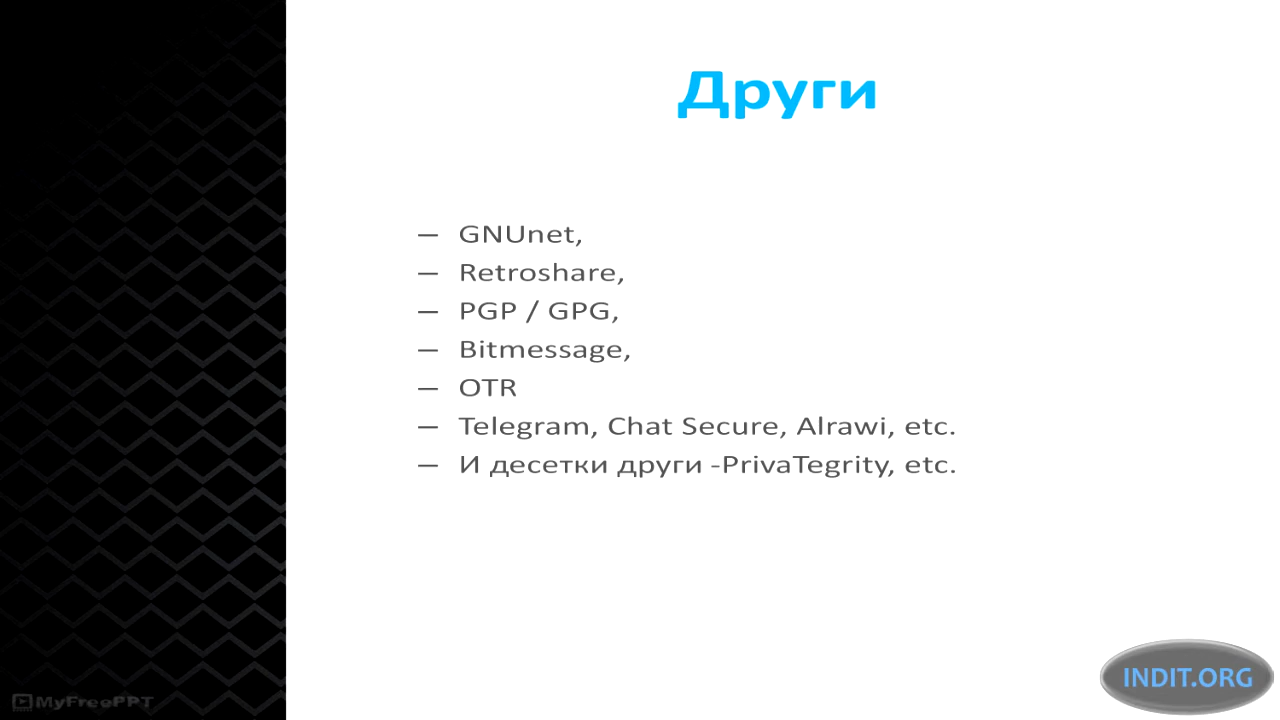 Други
– GNUnet,
– Retroshare,
– PGP / GPG,
– Bitmessage,
– OTR
– Telegram, Chat Secure, Alrawi, etc.
– И десетки други -PrivaTegrity, etc.
MyFreePPT
INDIT.ORG